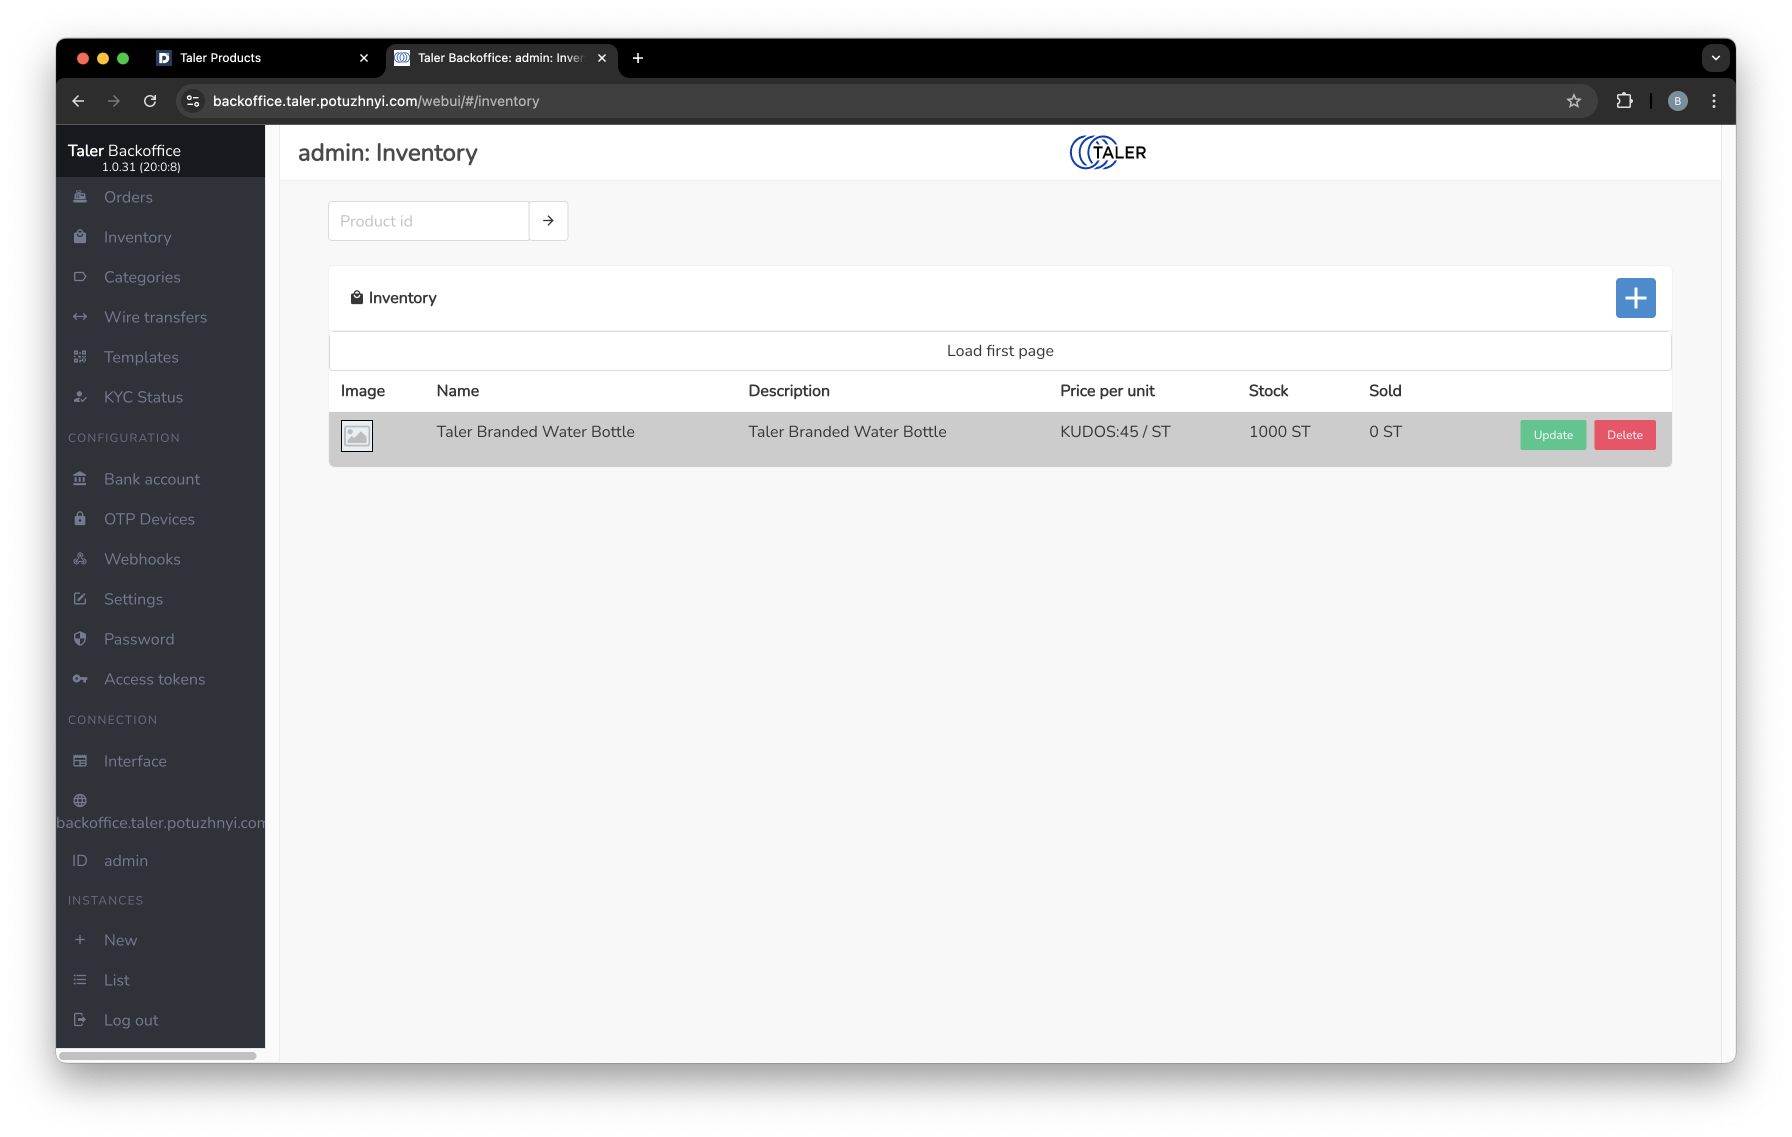 Taler Products
Taler Backoffice: admin: Inver
backoffice.taler.potuzhnyi.com/webui/#/inventory
B
Taler Backoffice
1.0.31 (20:0:8)
Orders
Inventory
Categories
Wire transfers
Templates
KYC Status
CONFIGURATION
Bank account
OTP Devices
Webhooks
Settings
Password
Access tokens
CONNECTION
Interface
backoffice.taler.potuzhnyi.com
ID admin
INSTANCES
New
List
Log out
admin: Inventory
TALER
Product id
Inventory
Load first page
Image Name Description Price per unit Stock Sold
Taler Branded Water Bottle Taler Branded Water Bottle KUDOS:45 / ST 1000 ST 0 ST Update Delete